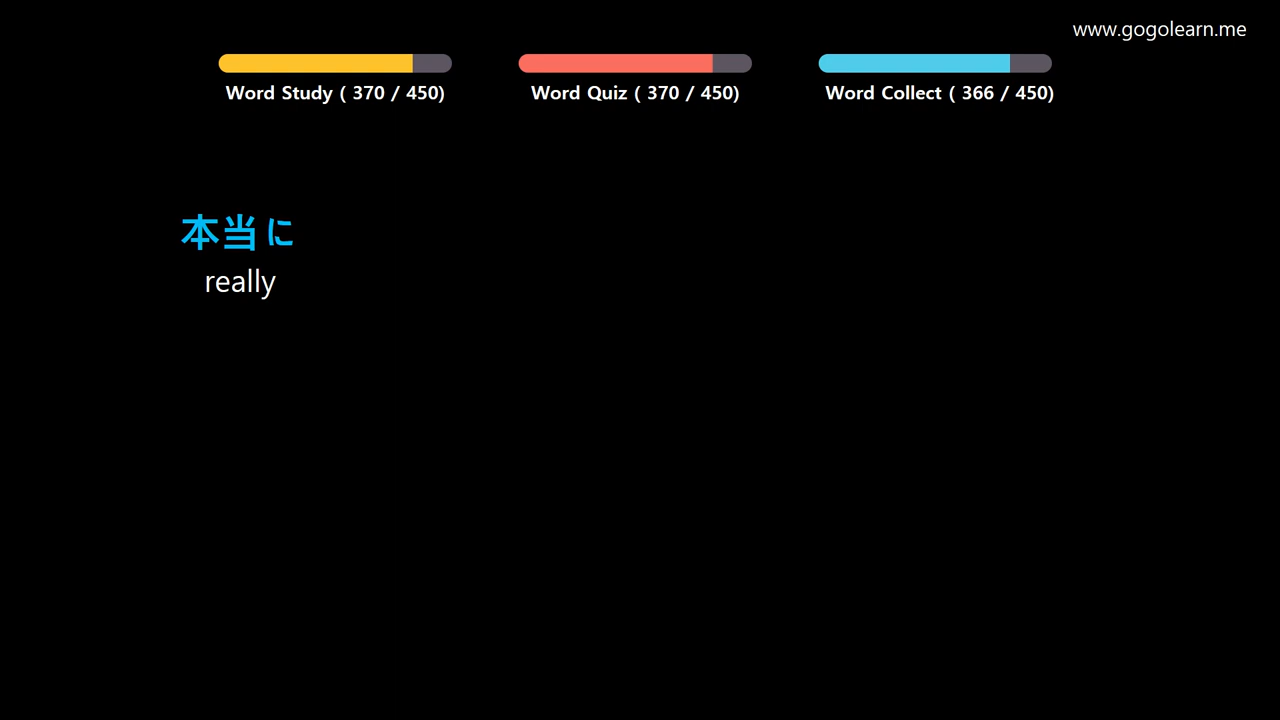 www.gogolearn.me
Word Study ( 370 / 450)
Word Quiz ( 370 / 450)
Word Collect ( 366 / 450)
本当に
really